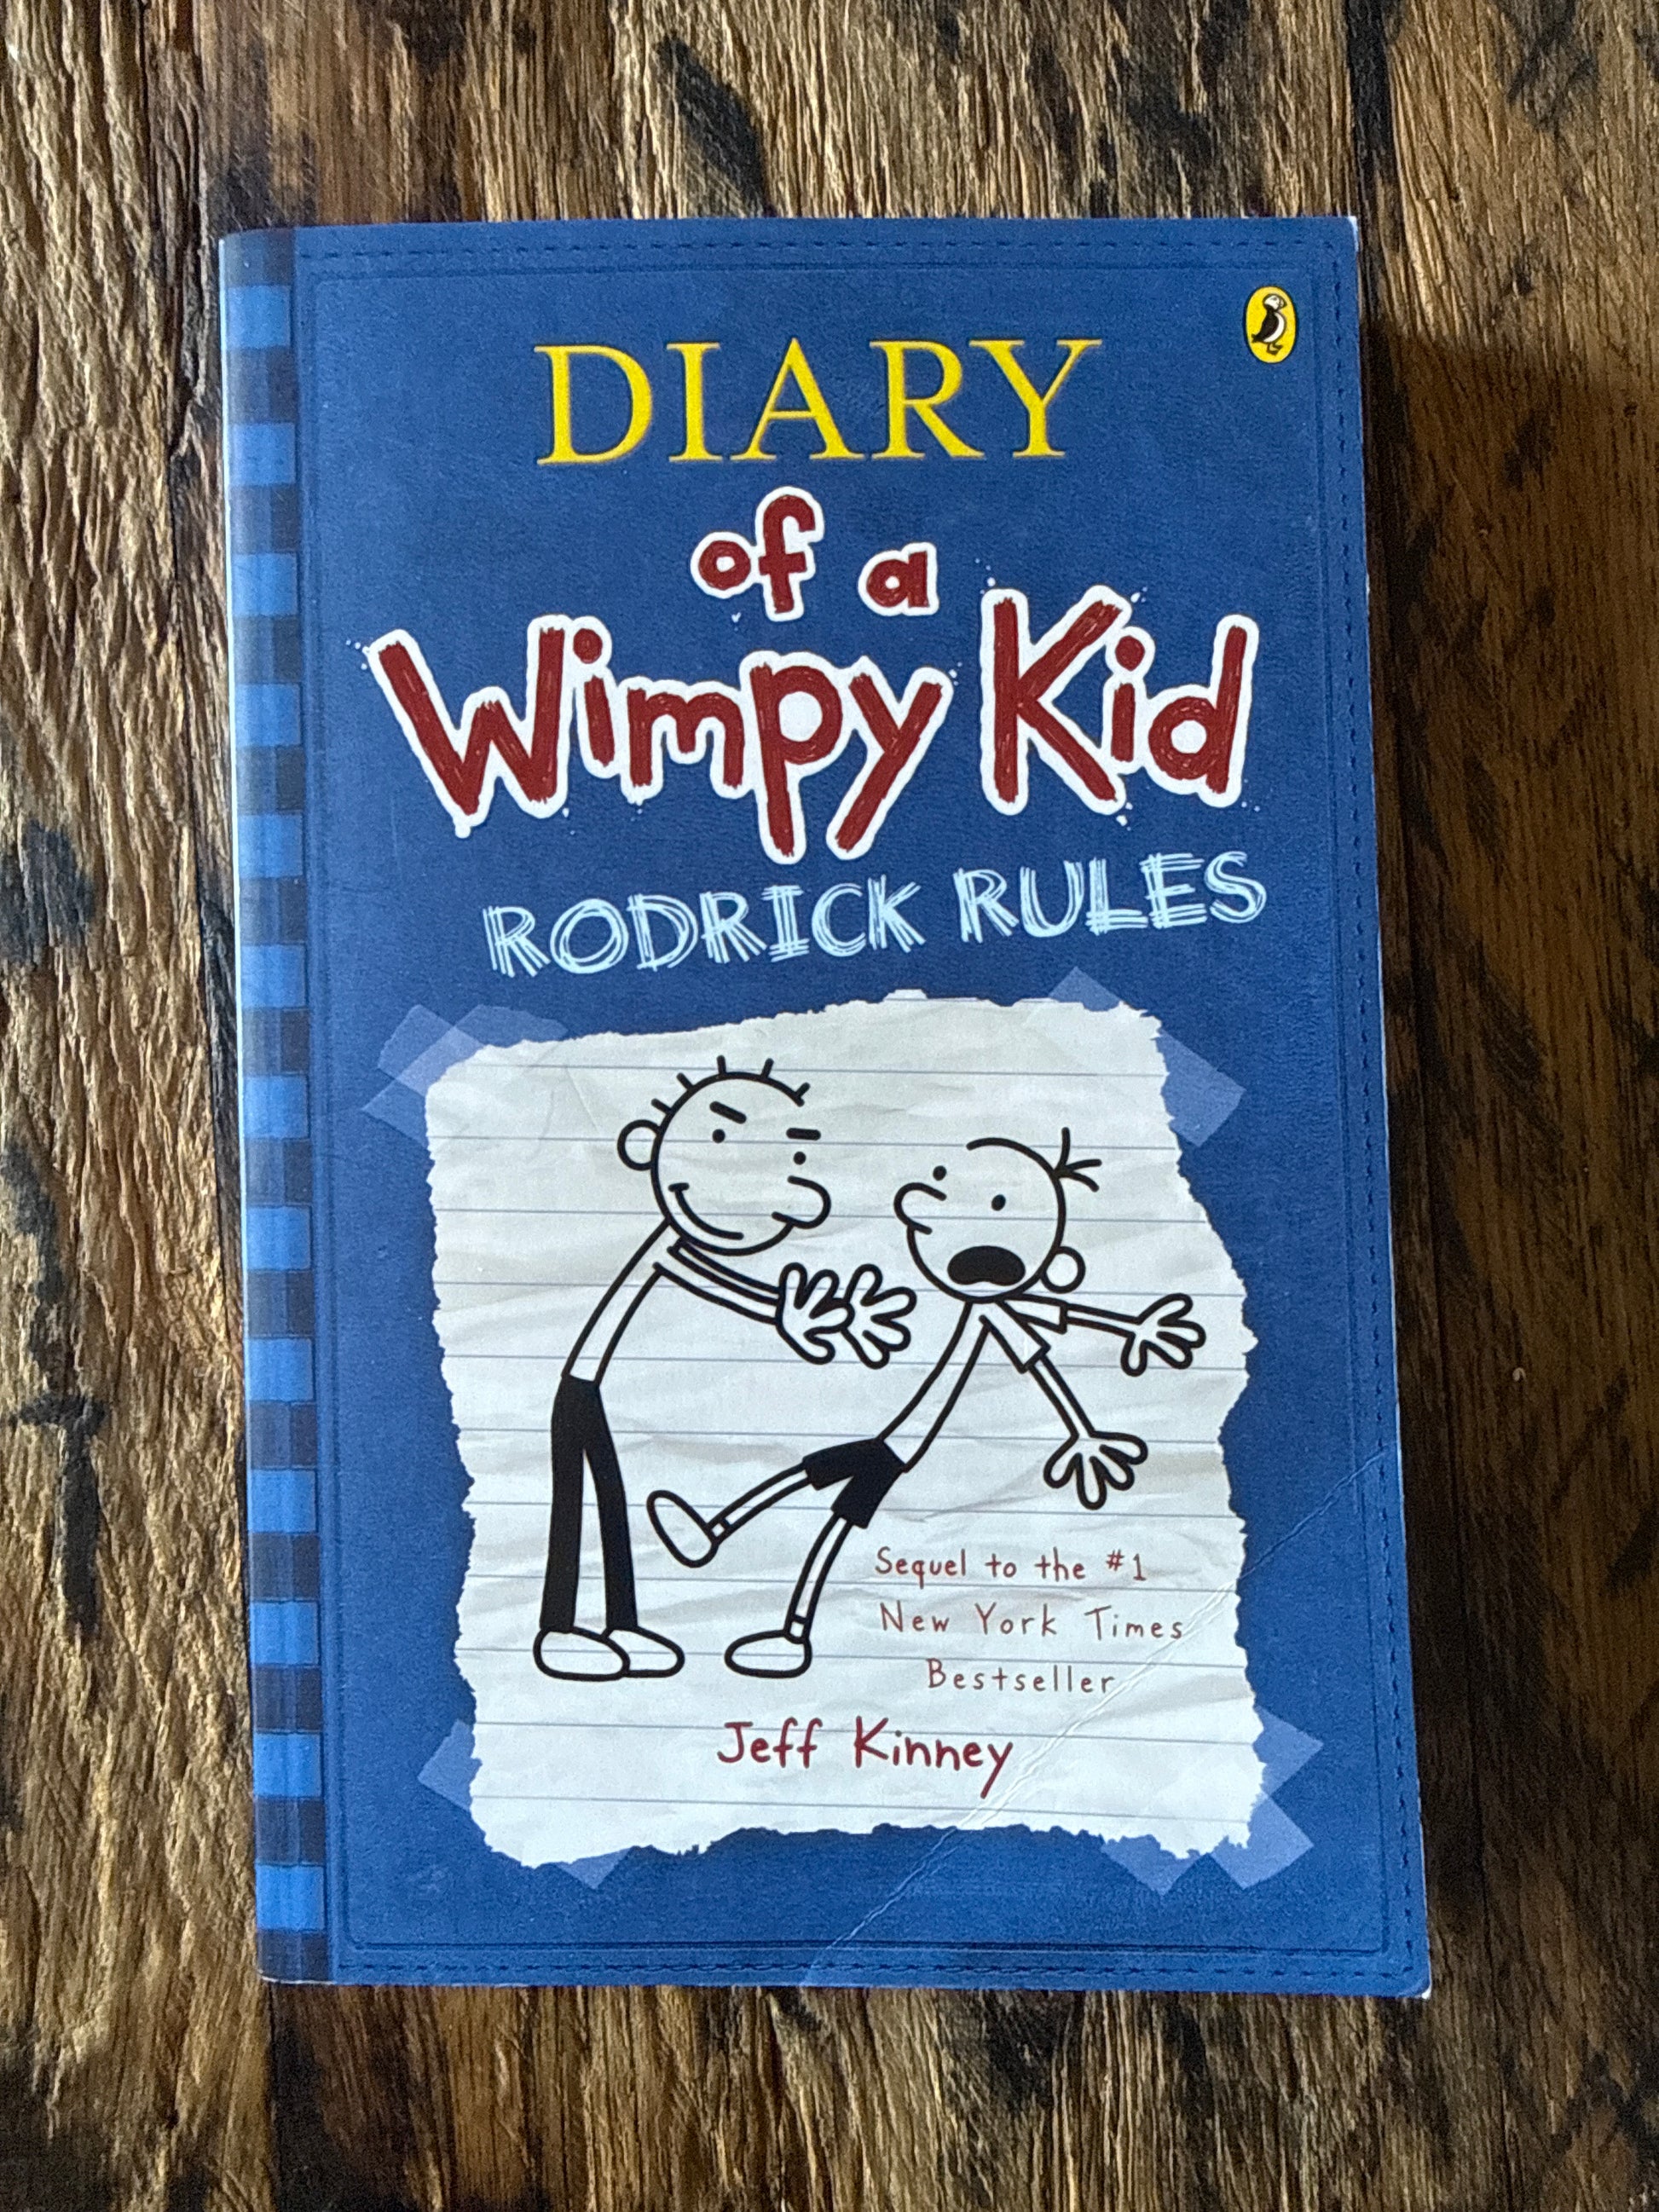 DIARY
of a
Wimpy Kid
RODRICK RULES
Sequel to the #1
New York Times
Bestseller
Jeff Kinney